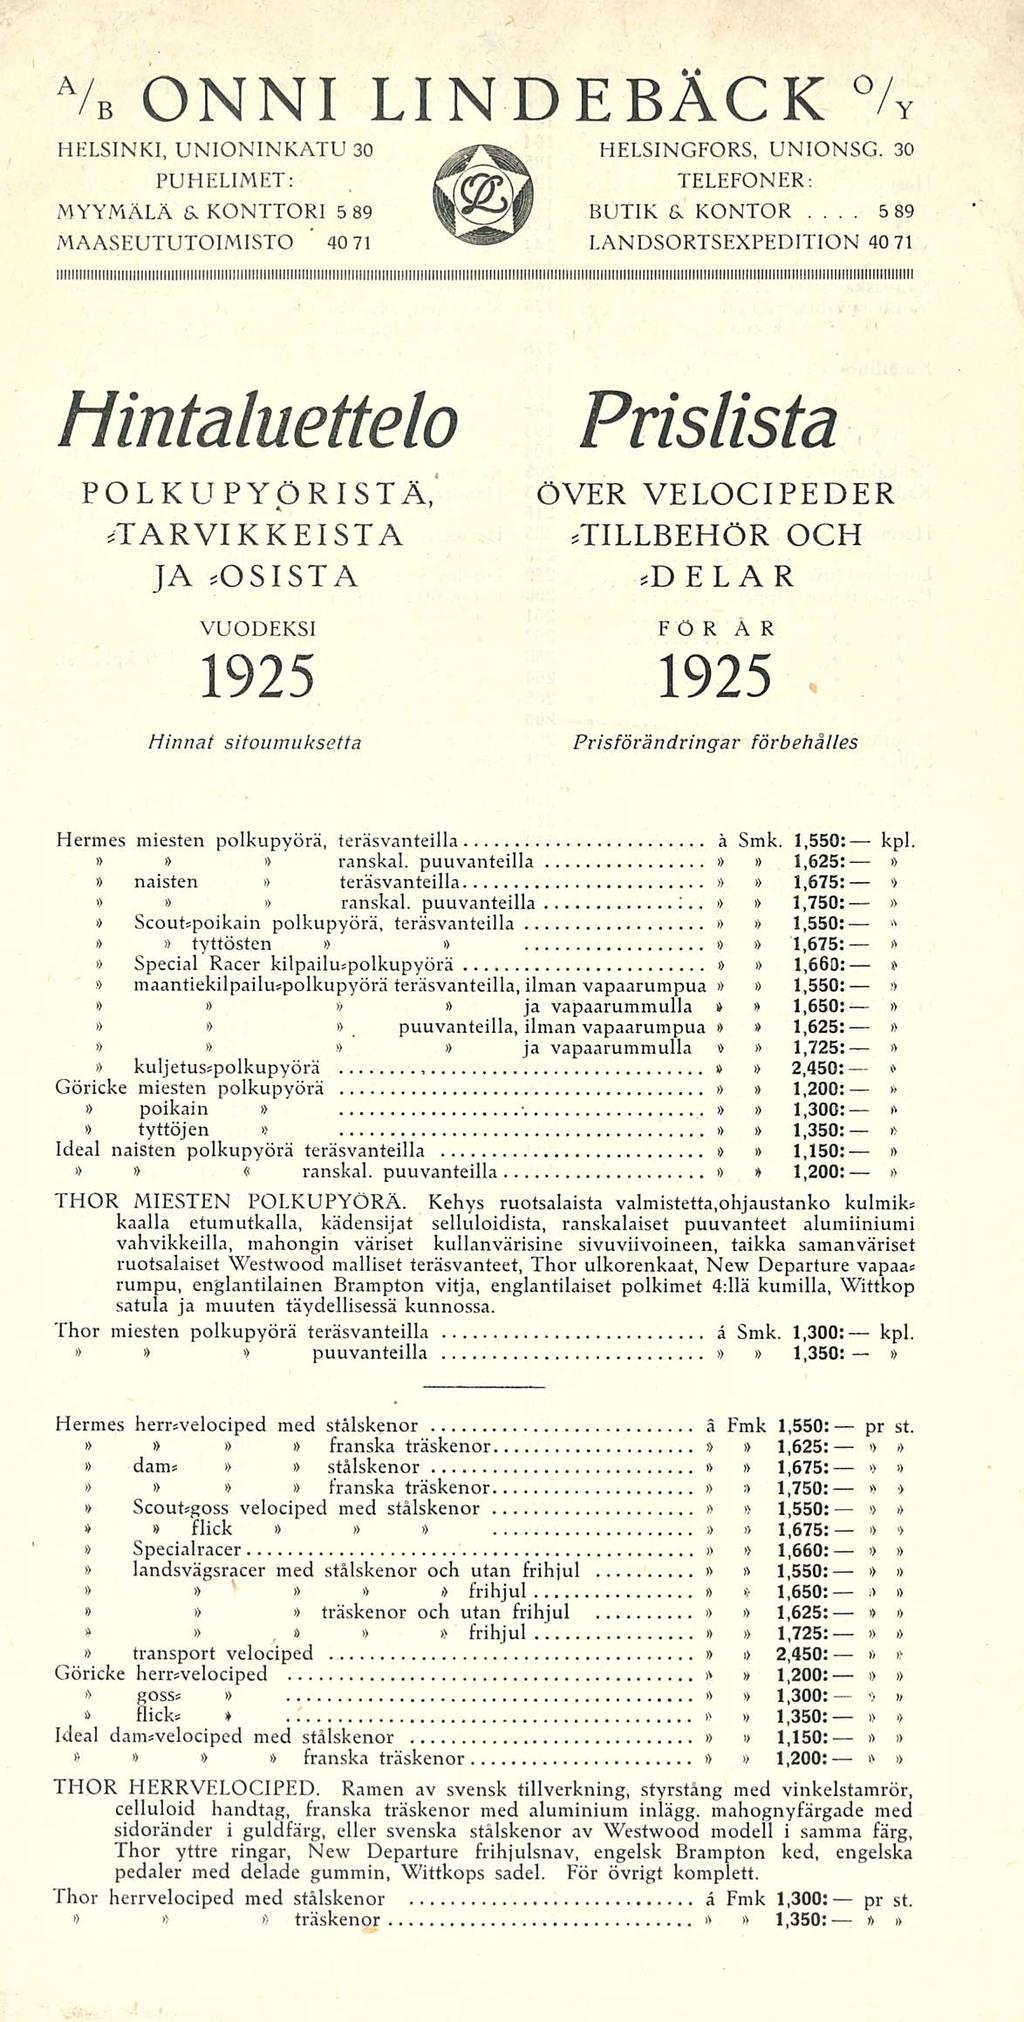 A/B ONNI LINDEBÄCK O/Y
HELSINKI, UNIONINKATU 30
PUHELIMET:
MYYMÄLÄ & KONTTORI 5 89
MAASEUTUTOIMISTO 40 71
HELSINGFORS, UNIONSG. 30
TELEFONER:
BUTIK & KONTOR .... 5 89
LANDSORTSEXPEDITION 40 71
Hintaluettelo
POLKUPYÖRISTÄ,
⸗TARVIKKEISTA
JA ⸗OSISTA
VUODEKSI
1925
Hinnat sitoumuksetta
Prislista
ÖVER VELOCIPEDER
⸗TILLBEHÖR OCH
⸗DELAR
FÖR ÅR
1925
Prisförändringar förbehålles
Hermes miesten polkupyörä, teräsvanteilla ........ à Smk. 1,550:— kpl.
» » » ranskal. puuvanteilla ........ » » 1,625:— »
» naisten » teräsvanteilla ........ » » 1,675:— »
» » » ranskal. puuvanteilla ........ » » 1,750:— »
» Scout⸗poikain polkupyörä, teräsvanteilla ........ » » 1,550:— »
» » tyttösten » » ........ » » 1,675:— »
» Special Racer kilpailu⸗polkupyörä ........ » » 1,660:— »
» maantiekilpailu⸗polkupyörä teräsvanteilla, ilman vapaarumpua » » 1,550:— »
» » » » ja vapaarummulla » » 1,650:— »
» » » puuvanteilla, ilman vapaarumpua » » 1,625:— »
» » » » ja vapaarummulla » » 1,725:— »
» kuljetus⸗polkupyörä ........ » » 2,450:— »
Göricke miesten polkupyörä ........ » » 1,200:— »
» poikain » ........ » » 1,300:— »
» tyttöjen » ........ » » 1,350:— »
Ideal naisten polkupyörä teräsvanteilla ........ » » 1,150:— »
» » « ranskal. puuvanteilla ........ » » 1,200:— »
THOR MIESTEN POLKUPYÖRÄ. Kehys ruotsalaista valmistetta,ohjaustanko kulmik⸗
kaalla etumutkalla, kädensijat selluloidista, ranskalaiset puuvanteet alumiiniumi
vahvikkeilla, mahongin väriset kullanvärisine sivuviivoineen, taikka samanväriset
ruotsalaiset Westwood malliset teräsvanteet, Thor ulkorenkaat, New Departure vapaa⸗
rumpu, englantilainen Brampton vitja, englantilaiset polkimet 4:llä kumilla, Wittkop
satula ja muuten täydellisessä kunnossa.
Thor miesten polkupyörä teräsvanteilla ........ á Smk. 1,300:— kpl.
» » » puuvanteilla ........ » » 1,350:— »
Hermes herr⸗velociped med stålskenor ........ à Fmk 1,550:— pr st.
» » » » franska träskenor ........ » » 1,625:— » »
» dam⸗ » » stålskenor ........ » » 1,675:— » »
» » » » franska träskenor ........ » » 1,750:— » »
» Scout⸗goss velociped med stålskenor ........ » » 1,550:— » »
» » flick » » » ........ » » 1,675:— » »
» Specialracer ........ » » 1,660:— » »
» landsvägsracer med stålskenor och utan frihjul ........ » » 1,550:— » »
» » » » » frihjul ........ » » 1,650:— » »
» » » träskenor och utan frihjul ........ » » 1,625:— » »
» » » » » frihjul ........ » » 1,725:— » »
» transport velociped ........ » » 2,450:— » »
Göricke herr⸗velociped ........ » » 1,200:— » »
» goss⸗ » ........ » » 1,300:— » »
» flick⸗ » ........ » » 1,350:— » »
Ideal dam⸗velociped med stålskenor ........ » » 1,150:— » »
» » » » franska träskenor ........ » » 1,200:— » »
THOR HERRVELOCIPED. Ramen av svensk tillverkning, styrstång med vinkelstamrör,
celluloid handtag, franska träskenor med aluminium inlägg. mahognyfärgade med
sidoränder i guldfärg, eller svenska stålskenor av Westwood modell i samma färg,
Thor yttre ringar, New Departure frihjulsnav, engelsk Brampton ked, engelska
pedaler med delade gummin, Wittkops sadel. För övrigt komplett.
Thor herrvelociped med stålskenor ........ á Fmk 1,300:— pr st.
» » » träskenor ........ » » 1,350:— » »